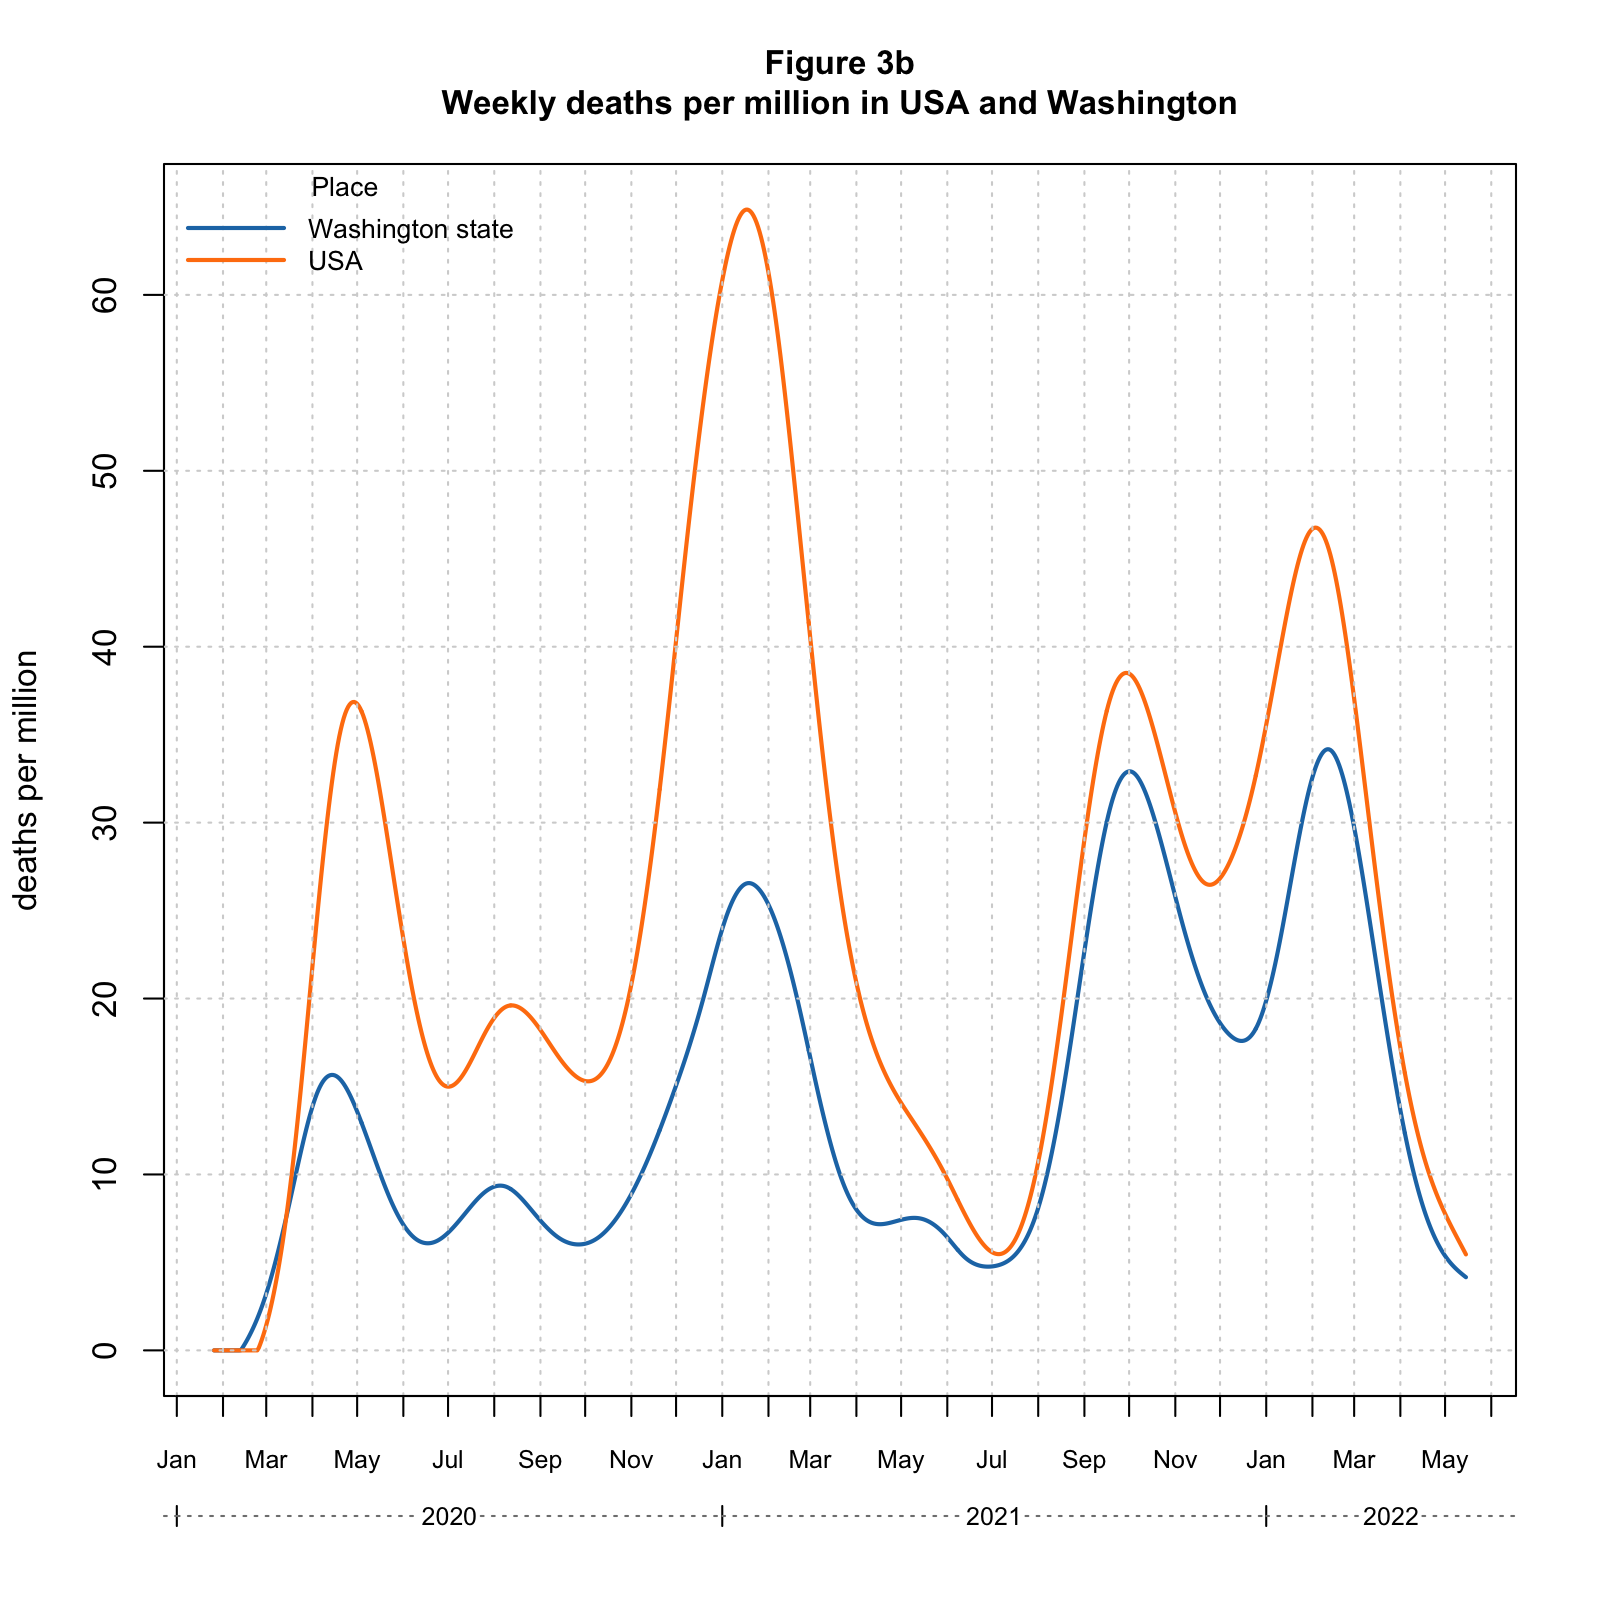 Figure 3b
Weekly deaths per million in USA and Washington
Place
Washington state
USA
deaths per million
60
50
40
30
20
10
0
Jan Mar May Jul Sep Nov Jan Mar May Jul Sep Nov Jan Mar May
2020 2021 2022